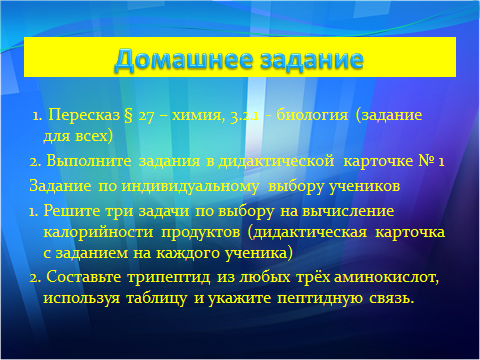 Домашнее задание
1. Пересказ § 27 – химия, 3.2.1 - биология (задание
для всех)
2. Выполните задания в дидактической карточке № 1
Задание по индивидуальному выбору учеников
1. Решите три задачи по выбору на вычисление
калорийности продуктов (дидактическая карточка
с заданием на каждого ученика)
2. Составьте трипептид из любых трёх аминокислот,
используя таблицу и укажите пептидную связь.